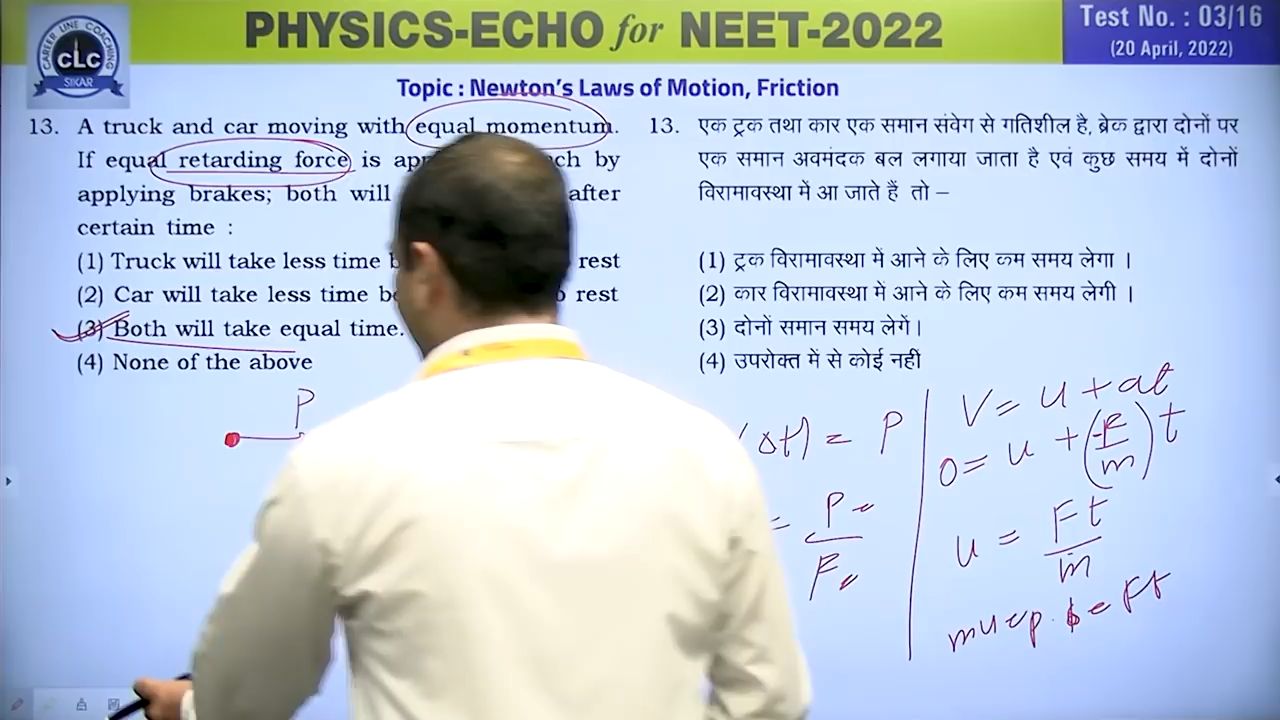 CAREER LINE COACHING
CLC
SIKAR
PHYSICS-ECHO for NEET-2022
Test No. : 03/16
(20 April, 2022)
Topic : Newton's Laws of Motion, Friction
13. A truck and car moving with equal momentum.
If equal retarding force is by
applying brakes; both will after
certain time :
(1) Truck will take less time rest
(2) Car will take less time rest
(3) Both will take equal time.
(4) None of the above
13. एक ट्रक तथा कार एक समान संवेग से गतिशील है, ब्रेक द्वारा दोनों पर
एक समान अवमंदक बल लगाया जाता है एवं कुछ समय में दोनों
विरामावस्था में आ जाते हैं तो –
(1) ट्रक विरामावस्था में आने के लिए कम समय लेगा ।
(2) कार विरामावस्था में आने के लिए कम समय लेगी ।
(3) दोनों समान समय लेगें।
(4) उपरोक्त में से कोई नहीं
P
(Δt) = P
= P/F
V = u + at
0 = u + (-F/m) t
u = Ft/m
= Ft